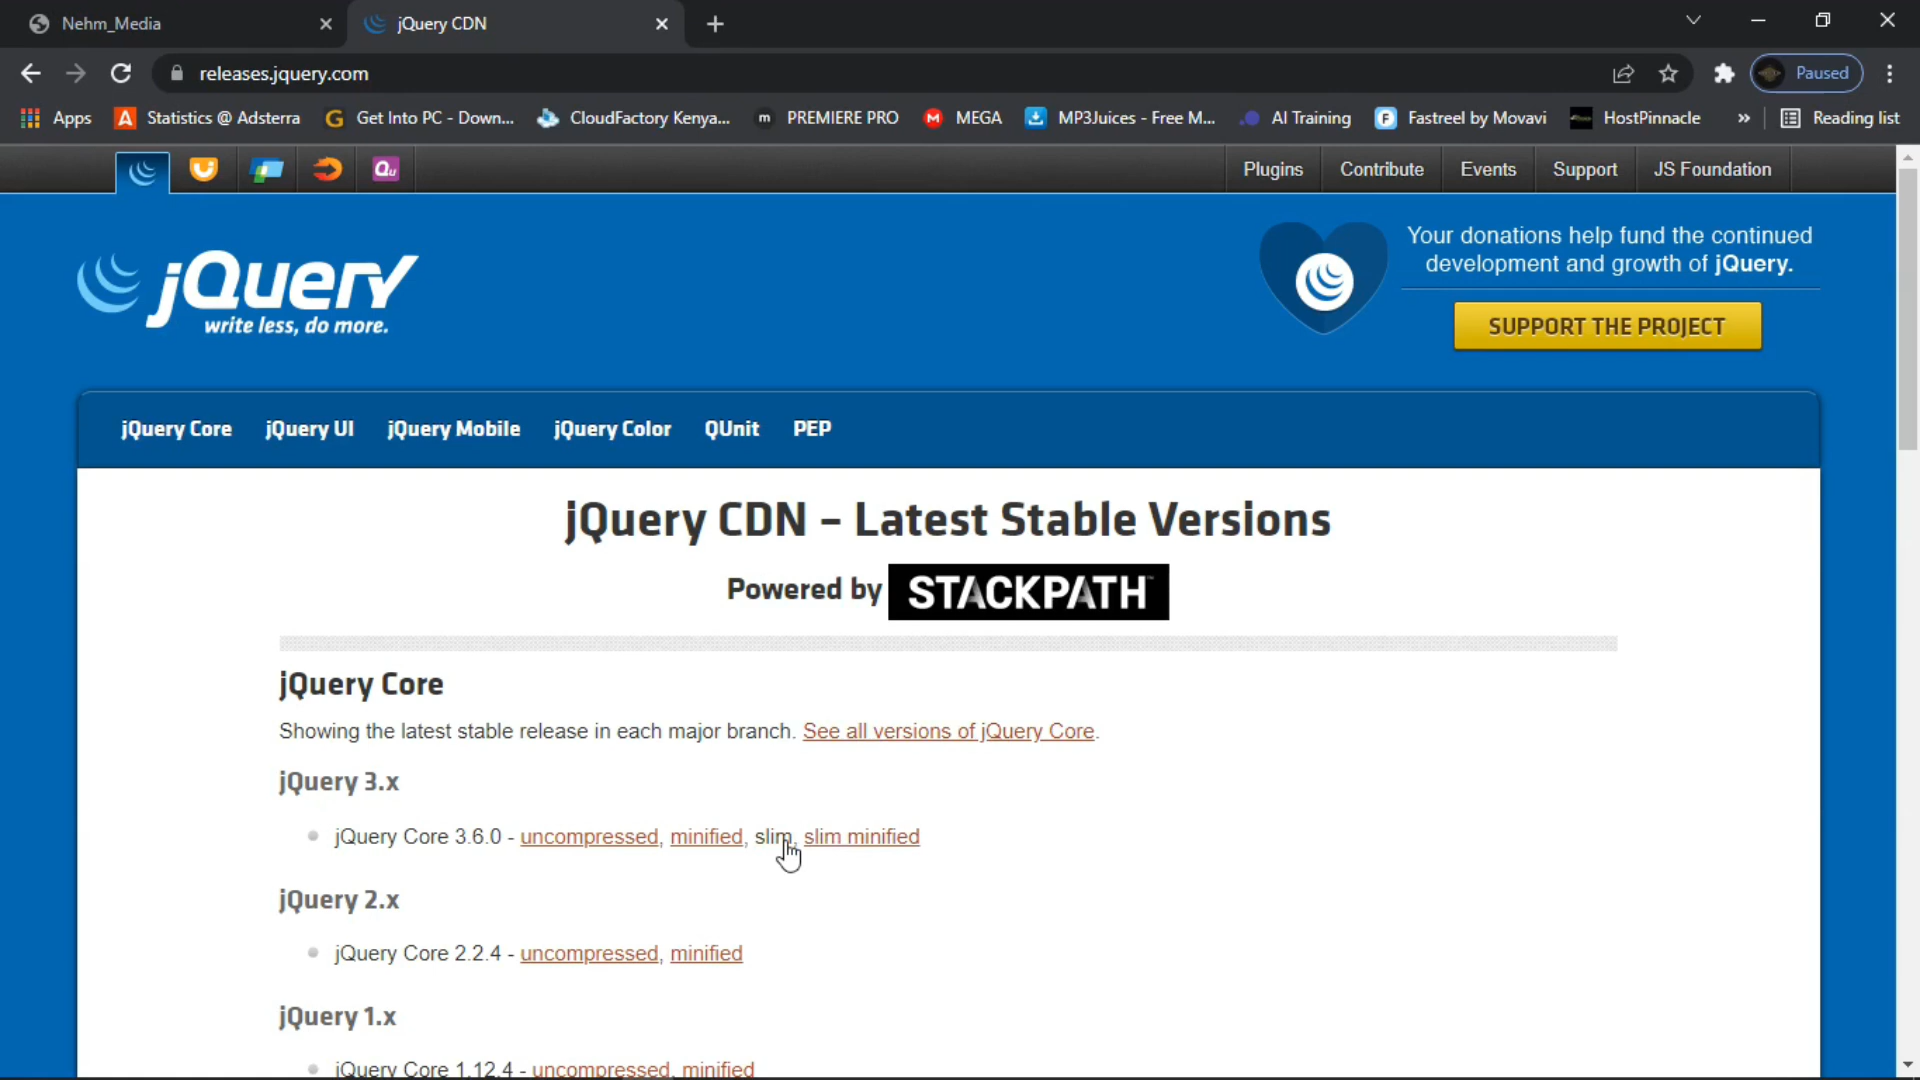 Nehm_Media
jQuery CDN
releases.jquery.com
Paused
Apps
Statistics @ Adsterra
Get Into PC - Down...
CloudFactory Kenya...
PREMIERE PRO
MEGA
MP3Juices - Free M...
AI Training
Fastreel by Movavi
HostPinnacle
»
Reading list
Qu
Plugins
Contribute
Events
Support
JS Foundation
jQuery
write less, do more.
Your donations help fund the continued
development and growth of jQuery.
SUPPORT THE PROJECT
jQuery Core
jQuery UI
jQuery Mobile
jQuery Color
QUnit
PEP
jQuery CDN – Latest Stable Versions
Powered by STACKPATH
jQuery Core
Showing the latest stable release in each major branch. See all versions of jQuery Core.
jQuery 3.x
jQuery Core 3.6.0 - uncompressed, minified, slim, slim minified
jQuery 2.x
jQuery Core 2.2.4 - uncompressed, minified
jQuery 1.x
jQuery Core 1.12.4 - uncompressed, minified